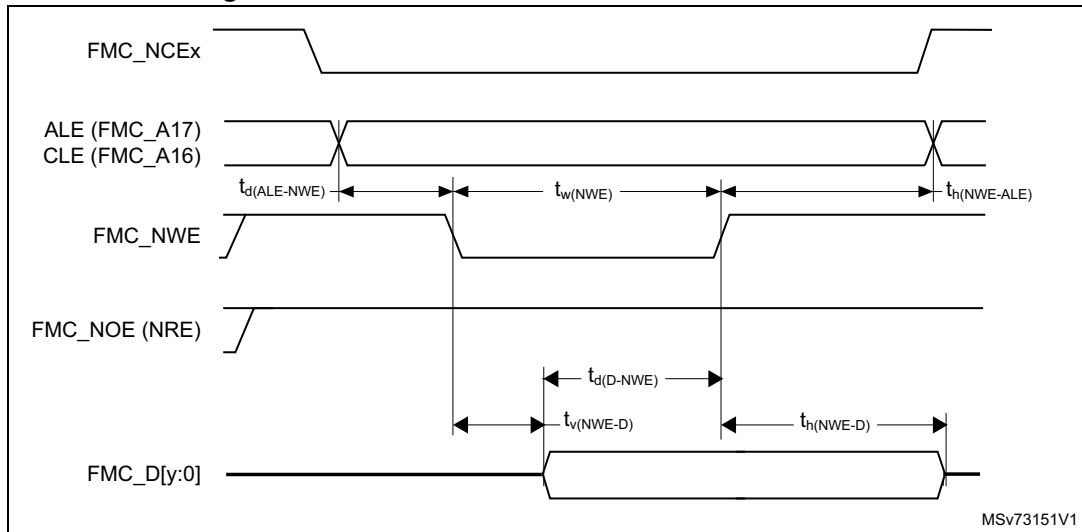 FMC_NCEx
ALE (FMC_A17)
CLE (FMC_A16)
td(ALE-NWE)
tw(NWE)
th(NWE-ALE)
FMC_NWE
FMC_NOE (NRE)
td(D-NWE)
tv(NWE-D)
th(NWE-D)
FMC_D[y:0]
MSv73151V1